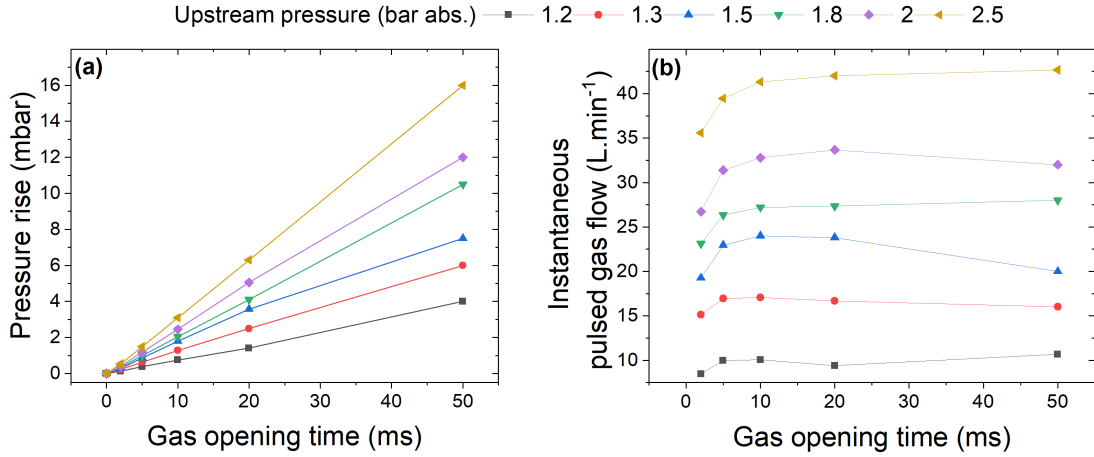 Upstream pressure (bar abs.) 1.2 1.3 1.5 1.8 2 2.5
(a)
Pressure rise (mbar)
16
14
12
10
8
6
4
2
0
0 10 20 30 40 50
Gas opening time (ms)
(b)
Instantaneous
pulsed gas flow (L.min⁻¹)
40
35
30
25
20
15
10
0 10 20 30 40 50
Gas opening time (ms)